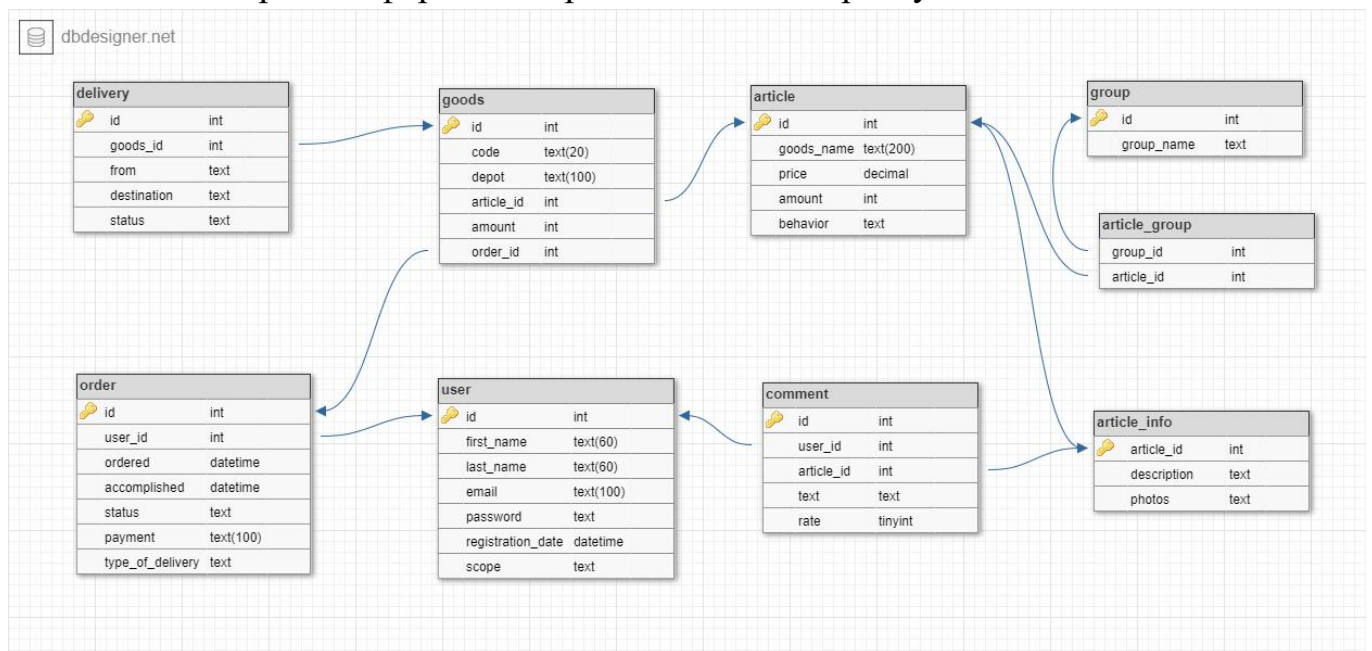 dbdesigner.net
delivery
id int
goods_id int
from text
destination text
status text
goods
id int
code text(20)
depot text(100)
article_id int
amount int
order_id int
article
id int
goods_name text(200)
price decimal
amount int
behavior text
group
id int
group_name text
article_group
group_id int
article_id int
order
id int
user_id int
ordered datetime
accomplished datetime
status text
payment text(100)
type_of_delivery text
user
id int
first_name text(60)
last_name text(60)
email text(100)
password text
registration_date datetime
scope text
comment
id int
user_id int
article_id int
text text
rate tinyint
article_info
article_id int
description text
photos text